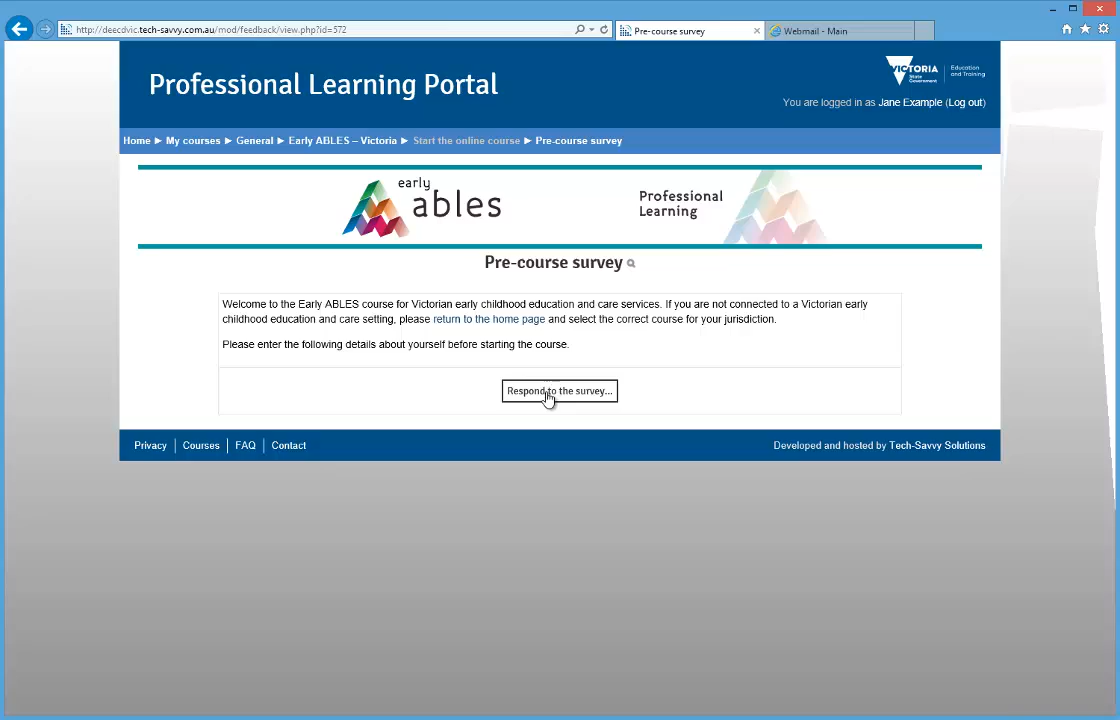 http://deecdvic.tech-savvy.com.au/mod/feedback/view.php?id=572
Pre-course survey
Webmail - Main
Professional Learning Portal
VICTORIA
State
Government
Education
and Training
You are logged in as Jane Example (Log out)
Home ► My courses ► General ► Early ABLES – Victoria ► Start the online course ► Pre-course survey
early
ables
Professional
Learning
Pre-course survey
Welcome to the Early ABLES course for Victorian early childhood education and care services. If you are not connected to a Victorian early
childhood education and care setting, please return to the home page and select the correct course for your jurisdiction.
Please enter the following details about yourself before starting the course.
Respond to the survey...
Privacy
Courses
FAQ
Contact
Developed and hosted by Tech-Savvy Solutions